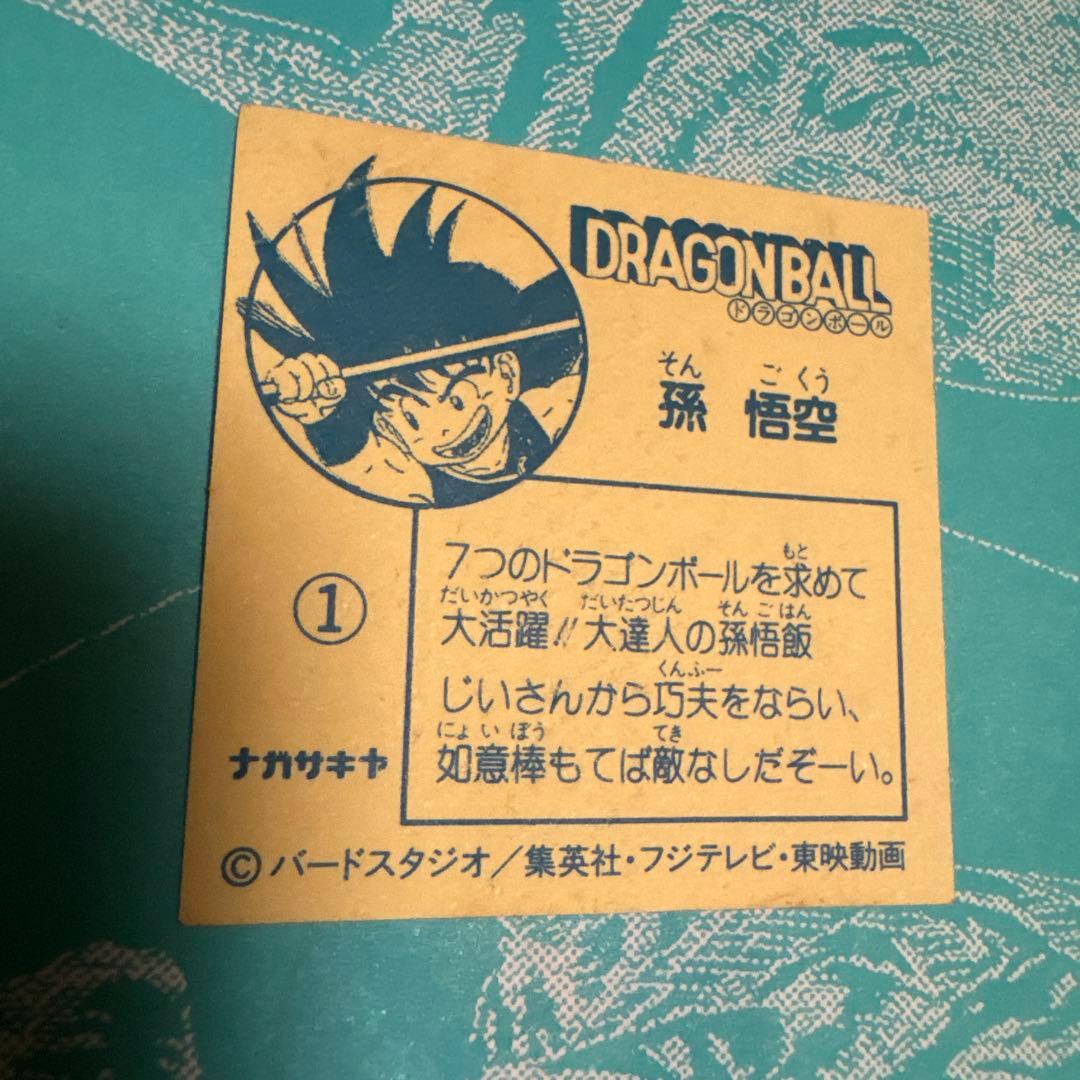 DRAGONBALL
ドラゴンボール
そん ごくう
孫 悟空
①
7つのドラゴンボールを求めて
もと
だいかつやく だいたつじん そんごはん
大活躍!! 大達人の孫悟飯
くんふー
じいさんから巧夫をならい、
にょいぼう てき
如意棒もてば敵なしだぞーい。
ナガサキヤ
©バードスタジオ/集英社・フジテレビ・東映動画